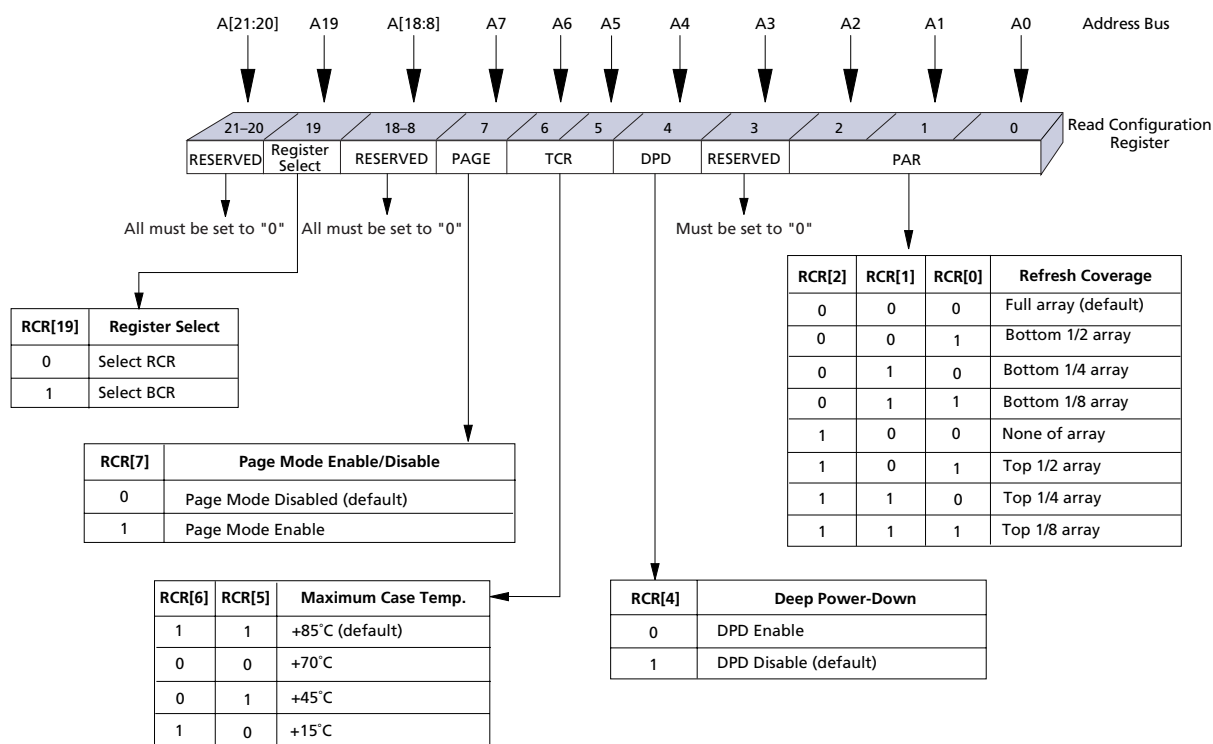 A[21:20] A19 A[18:8] A7 A6 A5 A4 A3 A2 A1 A0 Address Bus
21–20 19 18–8 7 6 5 4 3 2 1 0
Read Configuration
Register
RESERVED Register Select RESERVED PAGE TCR DPD RESERVED PAR
All must be set to "0" All must be set to "0" Must be set to "0"
RCR[19] Register Select
0 Select RCR
1 Select BCR
RCR[2] RCR[1] RCR[0] Refresh Coverage
0 0 0 Full array (default)
0 0 1 Bottom 1/2 array
0 1 0 Bottom 1/4 array
0 1 1 Bottom 1/8 array
1 0 0 None of array
1 0 1 Top 1/2 array
1 1 0 Top 1/4 array
1 1 1 Top 1/8 array
RCR[7] Page Mode Enable/Disable
0 Page Mode Disabled (default)
1 Page Mode Enable
RCR[6] RCR[5] Maximum Case Temp.
1 1 +85˚C (default)
0 0 +70˚C
0 1 +45˚C
1 0 +15˚C
RCR[4] Deep Power-Down
0 DPD Enable
1 DPD Disable (default)